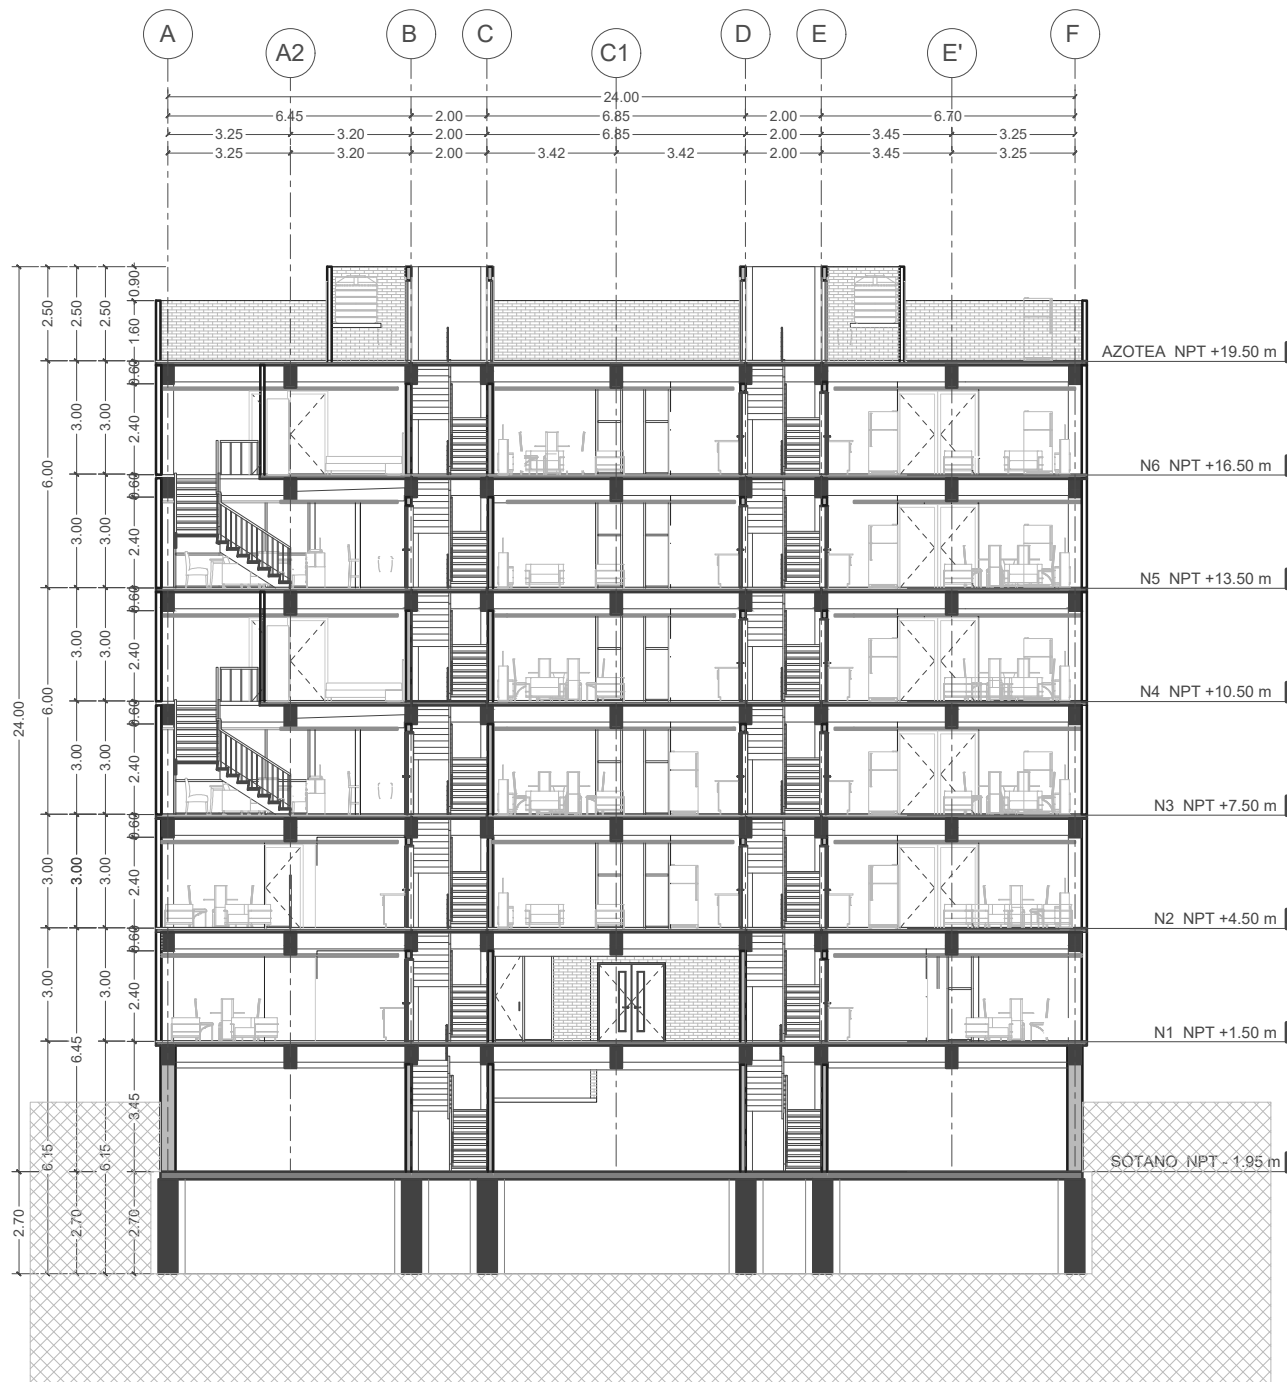 A A2 B C C1 D E E' F
24.00
6.45 2.00 6.85 2.00 6.70
3.25 3.20 2.00 6.85 2.00 3.45 3.25
3.25 3.20 2.00 3.42 3.42 2.00 3.45 3.25
0.90
2.50 2.50 2.50
1.60
AZOTEA NPT +19.50 m
0.60
3.00 3.00 2.40
6.00
N6 NPT +16.50 m
0.60
3.00 3.00 2.40
N5 NPT +13.50 m
0.60
3.00 3.00 2.40
6.00
N4 NPT +10.50 m
24.00
0.60
3.00 3.00 2.40
N3 NPT +7.50 m
0.60
3.00 3.00 3.00 2.40
N2 NPT +4.50 m
0.60
3.00 3.00 2.40
N1 NPT +1.50 m
6.45
3.45
6.15 6.15
SÓTANO NPT - 1.95 m
2.70 2.70